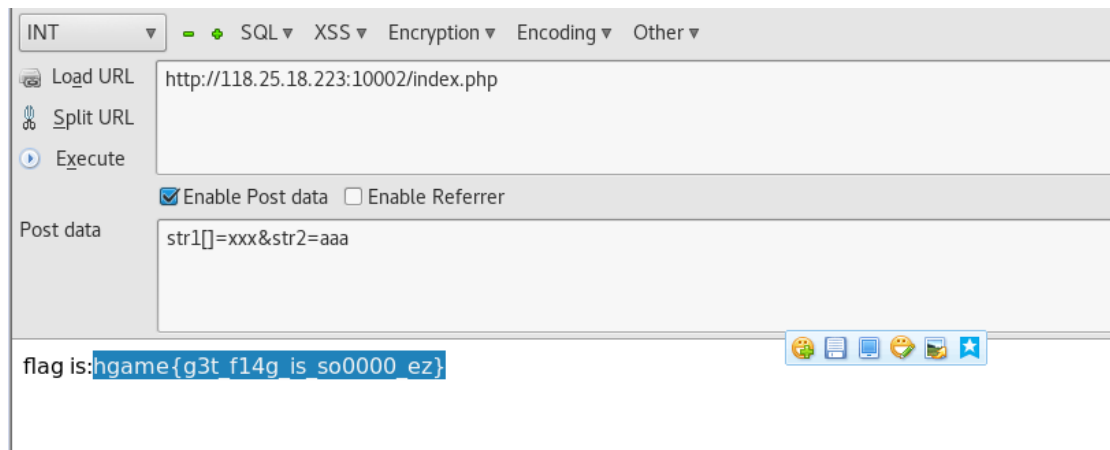 INT SQL XSS Encryption Encoding Other
Load URL http://118.25.18.223:10002/index.php
Split URL
Execute
Enable Post data Enable Referrer
Post data str1[]=xxx&str2=aaa
flag is:hgame{g3t_f14g_is_so0000_ez}